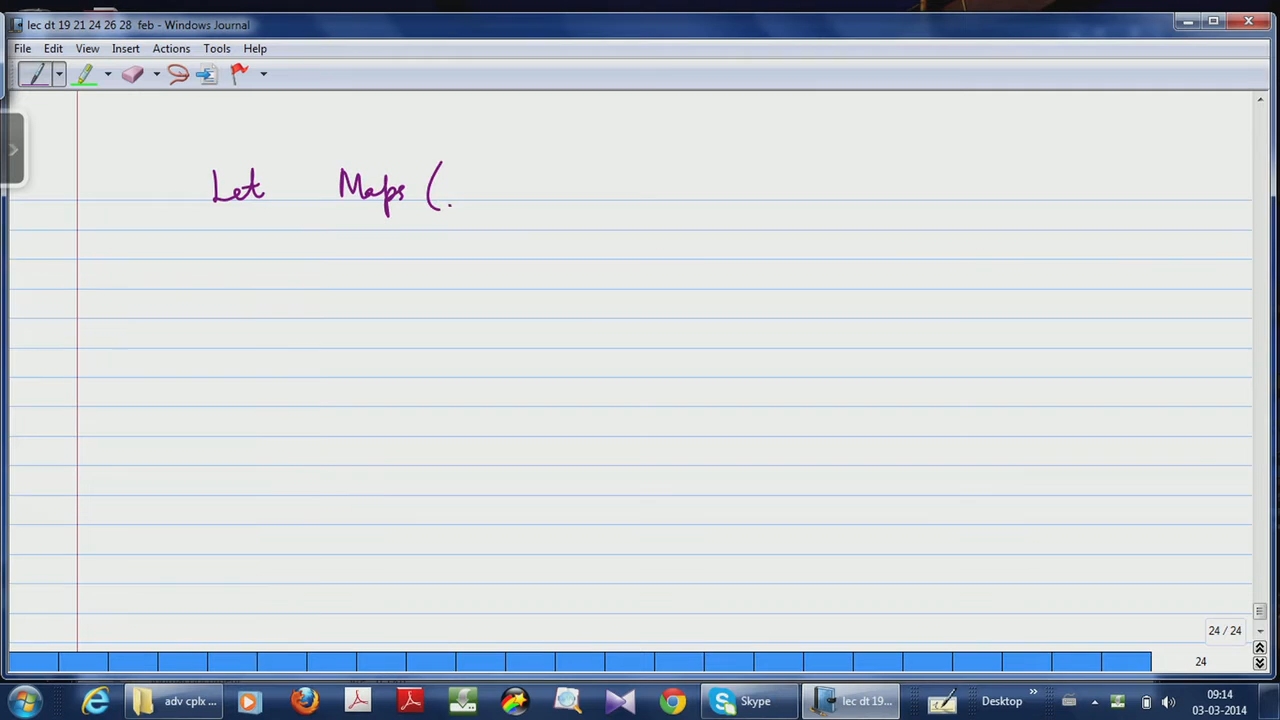 lec dt 19 21 24 26 28 feb - Windows Journal
File Edit View Insert Actions Tools Help
Let Maps (.
24 / 24
24
adv cplx ...
Skype
lec dt 19...
Desktop »
09:14
03-03-2014